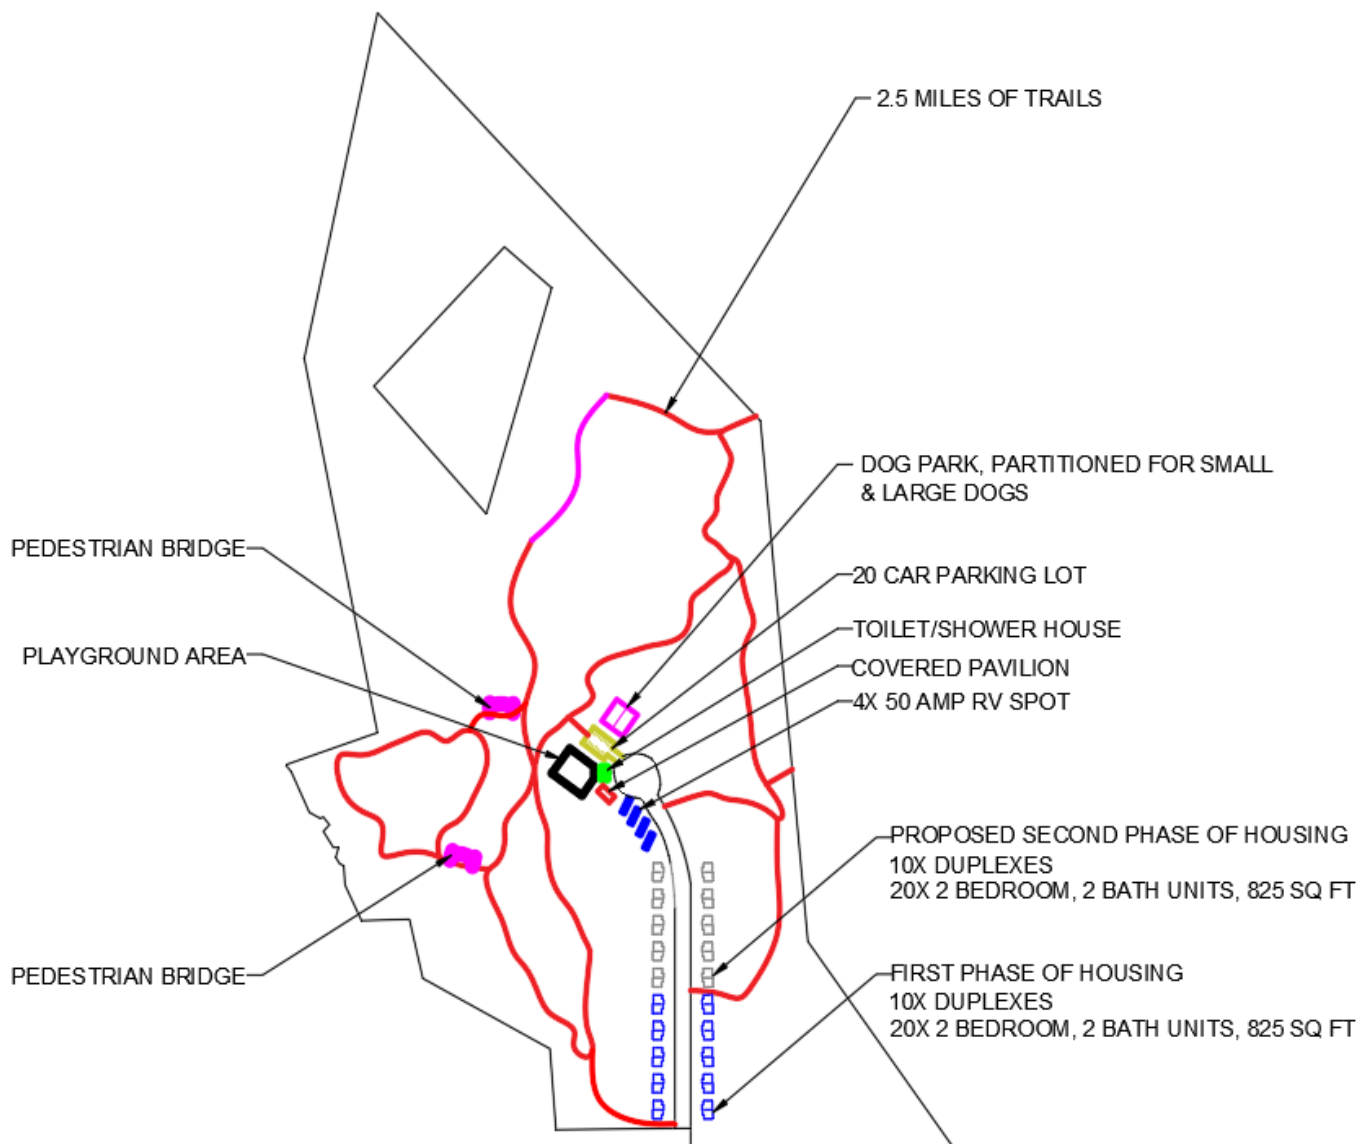 2.5 MILES OF TRAILS
DOG PARK, PARTITIONED FOR SMALL
& LARGE DOGS
PEDESTRIAN BRIDGE
20 CAR PARKING LOT
TOILET/SHOWER HOUSE
PLAYGROUND AREA
COVERED PAVILION
4X 50 AMP RV SPOT
PROPOSED SECOND PHASE OF HOUSING
10X DUPLEXES
20X 2 BEDROOM, 2 BATH UNITS, 825 SQ FT
PEDESTRIAN BRIDGE
FIRST PHASE OF HOUSING
10X DUPLEXES
20X 2 BEDROOM, 2 BATH UNITS, 825 SQ FT